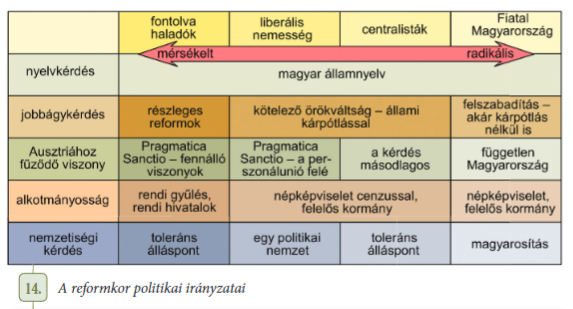 fontolva
haladók
liberális
nemesség
centralisták
Fiatal
Magyarország
mérsékelt
radikális
nyelvkérdés
magyar államnyelv
jobbágykérdés
részleges
reformok
kötelező örökváltság – állami
kárpótlással
felszabadítás –
akár kárpótlás
nélkül is
Ausztriához
fűződő viszony
Pragmatica
Sanctio – fennálló
viszonyok
Pragmatica
Sanctio – a per-
szonálunió felé
a kérdés
másodlagos
független
Magyarország
alkotmányosság
rendi gyűlés,
rendi hivatalok
népképviselet cenzussal,
felelős kormány
népképviselet,
felelős kormány
nemzetiségi
kérdés
toleráns
álláspont
egy politikai
nemzet
toleráns
álláspont
magyarosítás
14.
A reformkor politikai irányzatai